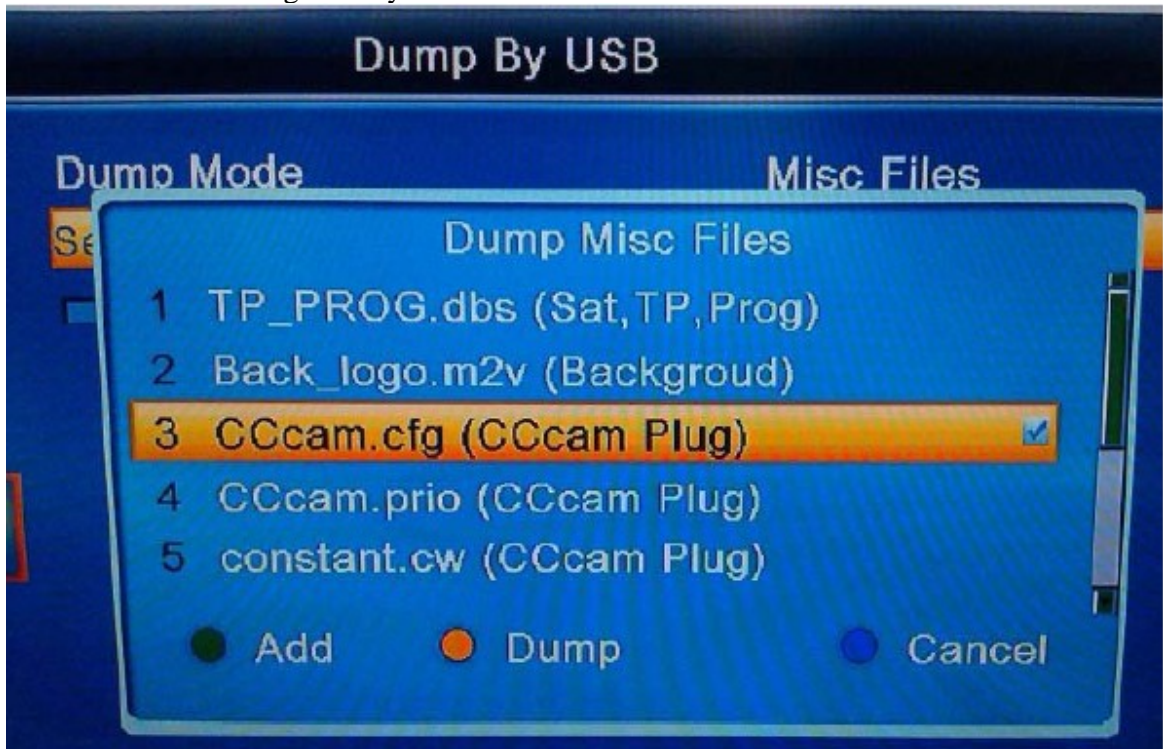 Dump By USB
Dump Mode Misc Files
Se
Dump Misc Files
1 TP_PROG.dbs (Sat,TP,Prog)
2 Back_logo.m2v (Backgroud)
3 CCcam.cfg (CCcam Plug)
4 CCcam.prio (CCcam Plug)
5 constant.cw (CCcam Plug)
Add Dump Cancel